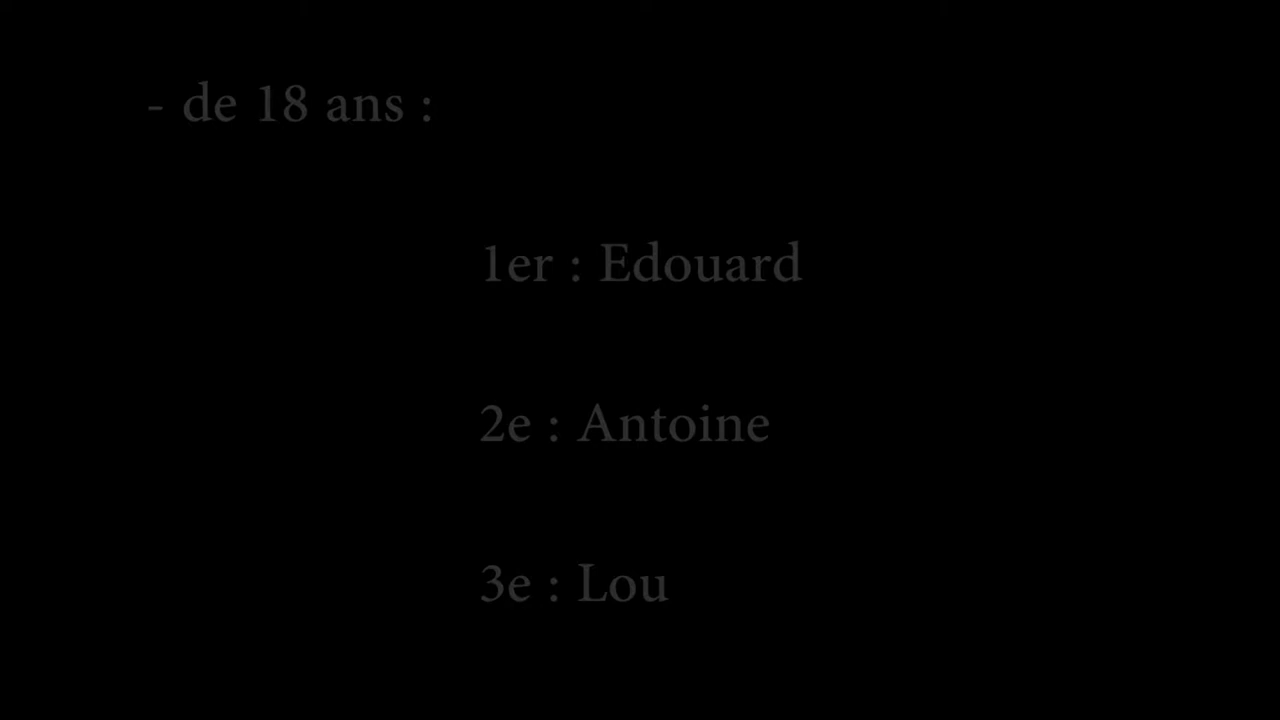 - de 18 ans :
1er : Edouard
2e : Antoine
3e : Lou